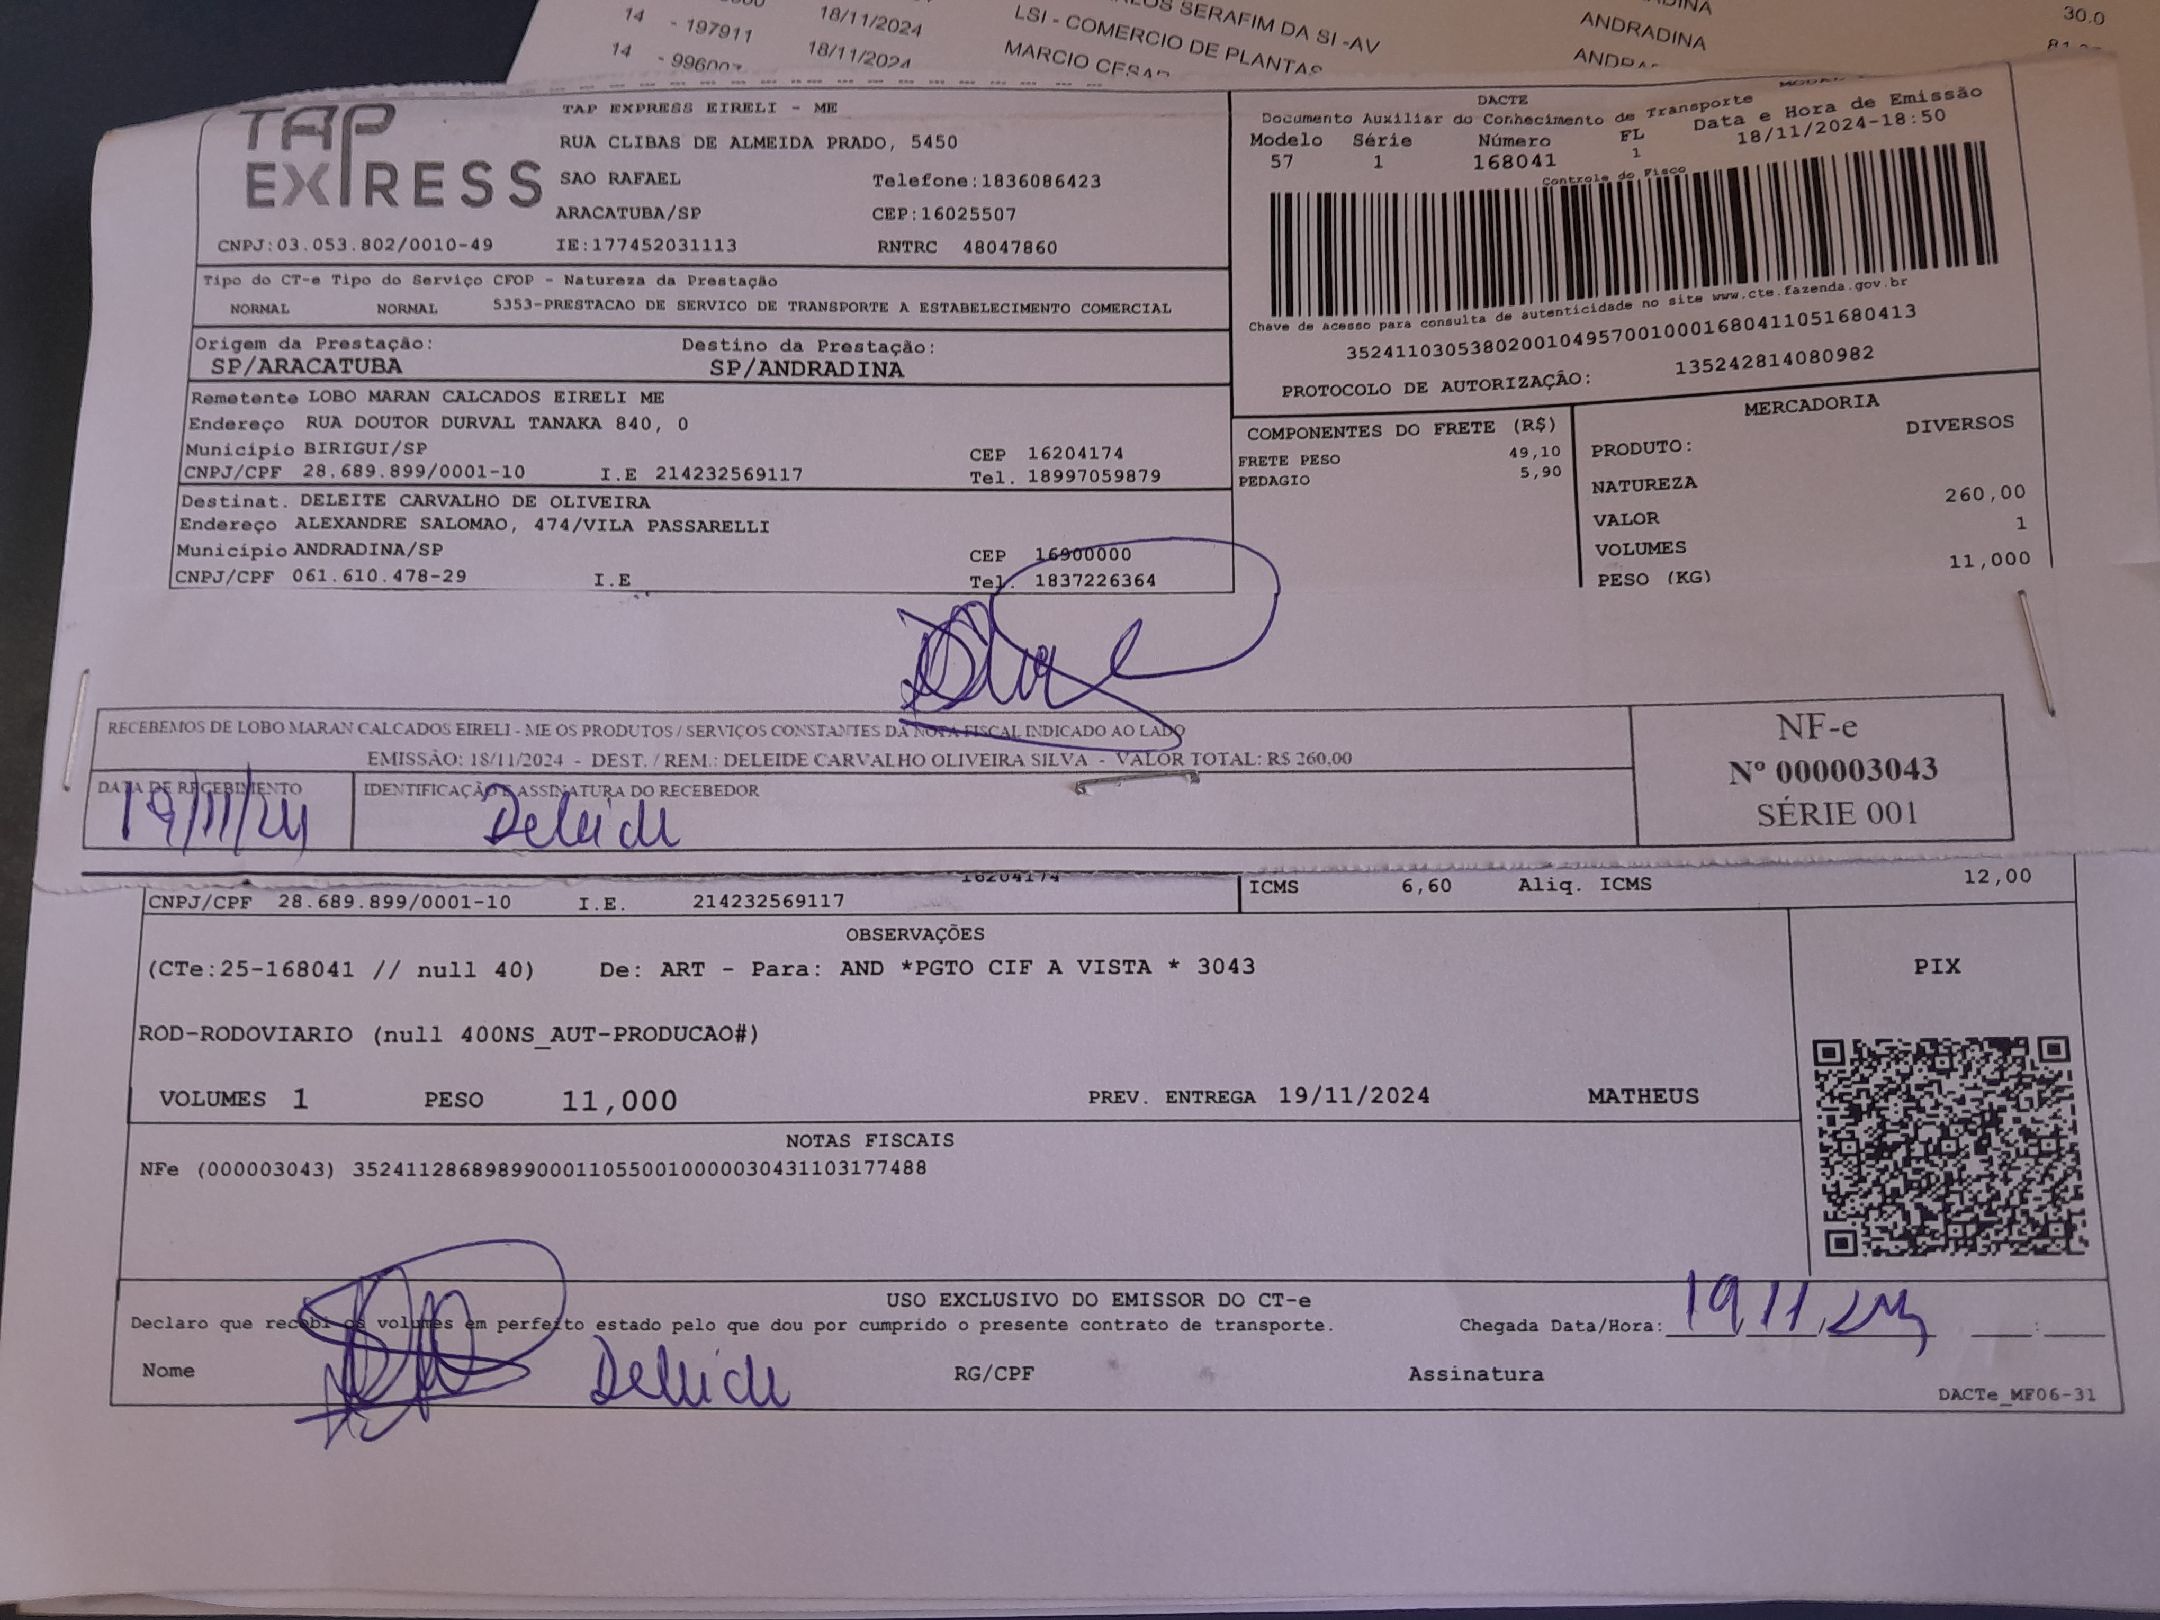 14 - 197911 18/11/2024 LSI - COMERCIO DE PLANTAS ANDRADINA 30.0
14 18/11/2024 MARCIO CESAR
SERAFIM DA SI -AV
TAP EXPRESS
TAP EXPRESS EIRELI - ME
RUA CLIBAS DE ALMEIDA PRADO, 5450
SAO RAFAEL Telefone:1836086423
ARACATUBA/SP CEP:16025507
CNPJ:03.053.802/0010-49 IE:177452031113 RNTRC 48047860
DACTE
Documento Auxiliar do Conhecimento de Transporte
Modelo Série Número FL Data e Hora de Emissão
57 1 168041 1 18/11/2024-18:50
Controle do Fisco
Chave de acesso para consulta de autenticidade no site www.cte.fazenda.gov.br
35241103053802001049570010001680411051680413
PROTOCOLO DE AUTORIZAÇÃO: 135242814080982
Tipo do CT-e Tipo do Serviço CFOP - Natureza da Prestação
NORMAL NORMAL 5353-PRESTACAO DE SERVICO DE TRANSPORTE A ESTABELECIMENTO COMERCIAL
Origem da Prestação: Destino da Prestação:
SP/ARACATUBA SP/ANDRADINA
Remetente LOBO MARAN CALCADOS EIRELI ME
Endereço RUA DOUTOR DURVAL TANAKA 840, 0
Município BIRIGUI/SP CEP 16204174
CNPJ/CPF 28.689.899/0001-10 I.E 214232569117 Tel. 18997059879
Destinat. DELEITE CARVALHO DE OLIVEIRA
Endereço ALEXANDRE SALOMAO, 474/VILA PASSARELLI
Município ANDRADINA/SP CEP 16900000
CNPJ/CPF 061.610.478-29 I.E Tel. 1837226364
COMPONENTES DO FRETE (R$)
FRETE PESO 49,10
PEDAGIO 5,90
MERCADORIA
PRODUTO: DIVERSOS
NATUREZA
VALOR 260,00
VOLUMES 1
PESO (KG) 11,000
RECEBEMOS DE LOBO MARAN CALCADOS EIRELI - ME OS PRODUTOS / SERVIÇOS CONSTANTES DA NOTA FISCAL INDICADO AO LADO
EMISSÃO: 18/11/2024 - DEST. / REM.: DELEIDE CARVALHO OLIVEIRA SILVA - VALOR TOTAL: R$ 260,00
DATA DE RECEBIMENTO IDENTIFICAÇÃO E ASSINATURA DO RECEBEDOR
19/11/24 Deleide
NF-e
Nº 000003043
SÉRIE 001
16204174
CNPJ/CPF 28.689.899/0001-10 I.E. 214232569117
ICMS 6,60 Aliq. ICMS 12,00
OBSERVAÇÕES
(CTe:25-168041 // null 40) De: ART - Para: AND *PGTO CIF A VISTA * 3043
PIX
ROD-RODOVIARIO (null 400NS_AUT-PRODUCAO#)
VOLUMES 1 PESO 11,000 PREV. ENTREGA 19/11/2024 MATHEUS
NOTAS FISCAIS
NFe (000003043) 35241128689899000110550010000030431103177488
USO EXCLUSIVO DO EMISSOR DO CT-e
Declaro que recebi os volumes em perfeito estado pelo que dou por cumprido o presente contrato de transporte. Chegada Data/Hora: 19/11/24
Nome Deleide RG/CPF Assinatura
DACTe_MF06-31